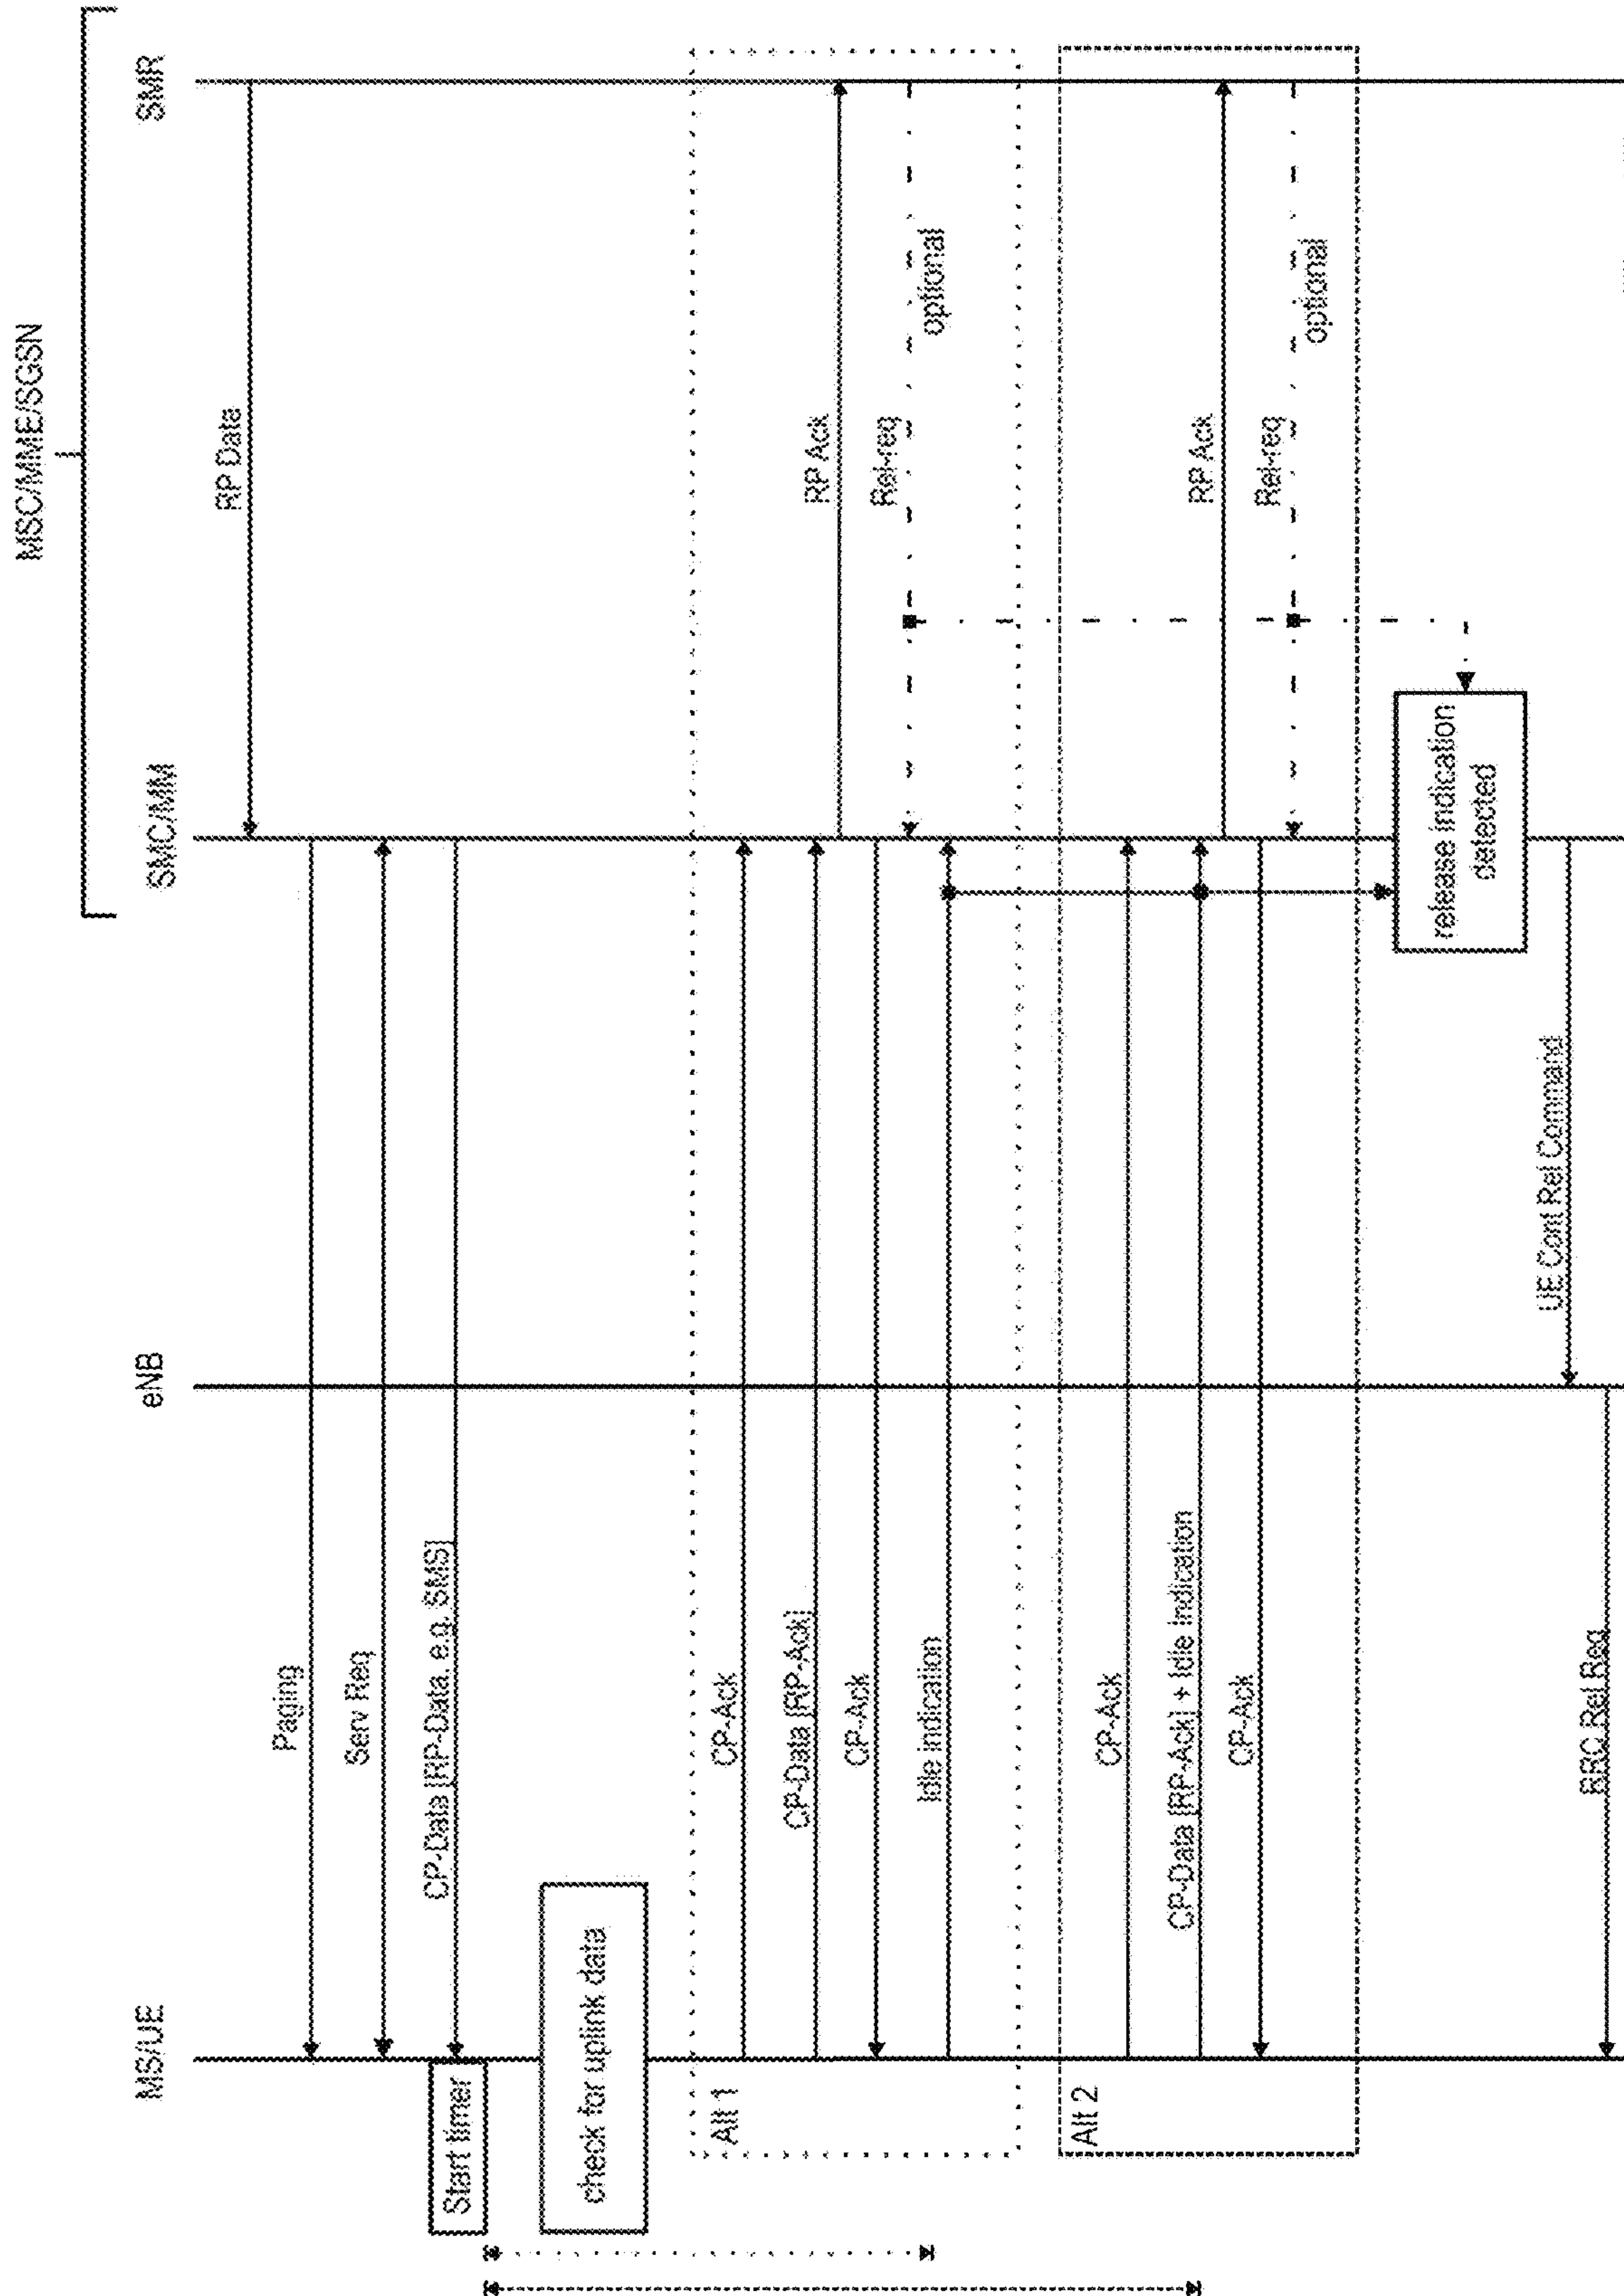 MSC/MME/SGSN
MS/UE
eNB
SMC/MM
SMR
RP Data
Paging
Serv Req
CP-Data [RP-Data, e.g. SMS]
Start timer
check for uplink data
Alt 1
CP-Ack
CP-Data [RP-Ack]
RP Ack
CP-Ack
Rel-req
optional
Idle indication
Alt 2
CP-Ack
CP-Data [RP-Ack] + Idle Indication
RP Ack
CP-Ack
Rel-req
optional
release indication
detected
UE Cont Rel Command
RRC Rel Req